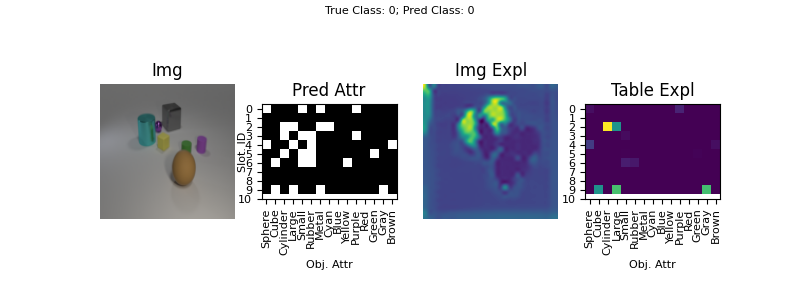 True Class: 0; Pred Class: 0
Img
Pred Attr
Img Expl
Table Expl
Slot. ID
0
1
2
3
4
5
6
7
8
9
10
0
1
2
3
4
5
6
7
8
9
10
Sphere
Cube
Cylinder
Large
Small
Rubber
Metal
Cyan
Blue
Yellow
Purple
Red
Green
Gray
Brown
Obj. Attr
Sphere
Cube
Cylinder
Large
Small
Rubber
Metal
Cyan
Blue
Yellow
Purple
Red
Green
Gray
Brown
Obj. Attr